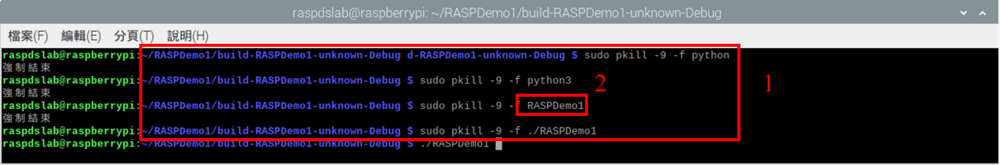 raspdslab@raspberrypi: ~/RASPDemo1/build-RASPDemo1-unknown-Debug
檔案(F) 編輯(E) 分頁(T) 說明(H)
raspdslab@raspberrypi:~/RASPDemo1/build-RASPDemo1-unknown-Debug d-RASPDemo1-unknown-Debug $ sudo pkill -9 -f python
強制結束
raspdslab@raspberrypi:~/RASPDemo1/build-RASPDemo1-unknown-Debug $ sudo pkill -9 -f python3
強制結束
raspdslab@raspberrypi:~/RASPDemo1/build-RASPDemo1-unknown-Debug $ sudo pkill -9 -f RASPDemo1
強制結束
raspdslab@raspberrypi:~/RASPDemo1/build-RASPDemo1-unknown-Debug $ sudo pkill -9 -f ./RASPDemo1
raspdslab@raspberrypi:~/RASPDemo1/build-RASPDemo1-unknown-Debug $ ./RASPDemo1
2
1